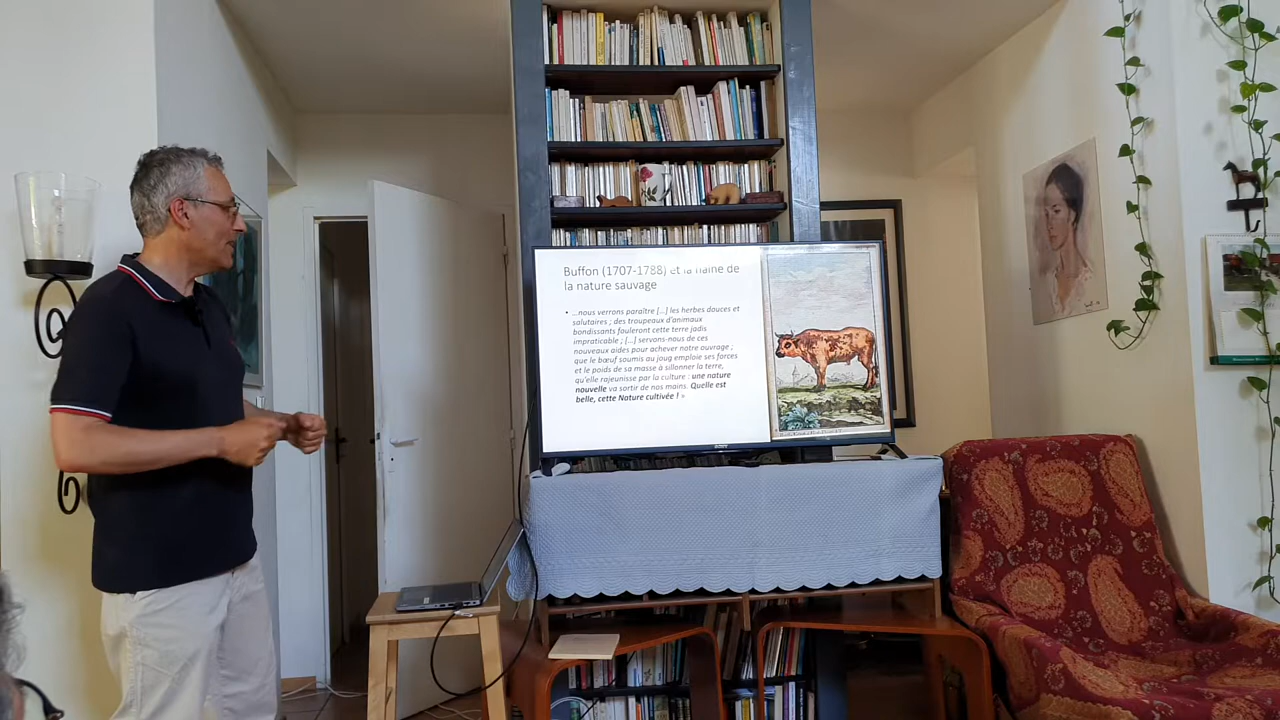 Buffon (1707-1788) et la haine de
la nature sauvage
• …nous verrons paraître […] les herbes douces et
salutaires ; des troupeaux d'animaux
bondissants fouleront cette terre jadis
impraticable ; […] servons-nous de ces
nouveaux aides pour achever notre ouvrage ;
que le bœuf soumis au joug emploie ses forces
et le poids de sa masse à sillonner la terre,
qu'elle rajeunisse par la culture : une nature
nouvelle va sortir de nos mains. Quelle est
belle, cette Nature cultivée ! »